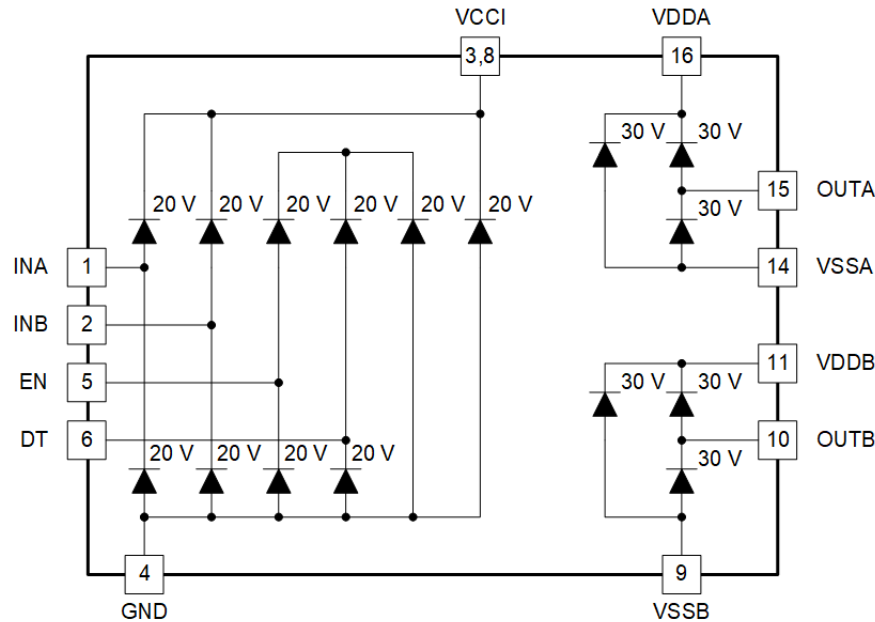 VCCI VDDA
3,8 16
30 V 30 V
15 OUTA
20 V 20 V 20 V 20 V 20 V 20 V 30 V
INA 1 14 VSSA
INB 2
11 VDDB
EN 5 30 V 30 V
DT 6 10 OUTB
20 V 20 V 20 V 20 V 30 V
4 9
GND VSSB